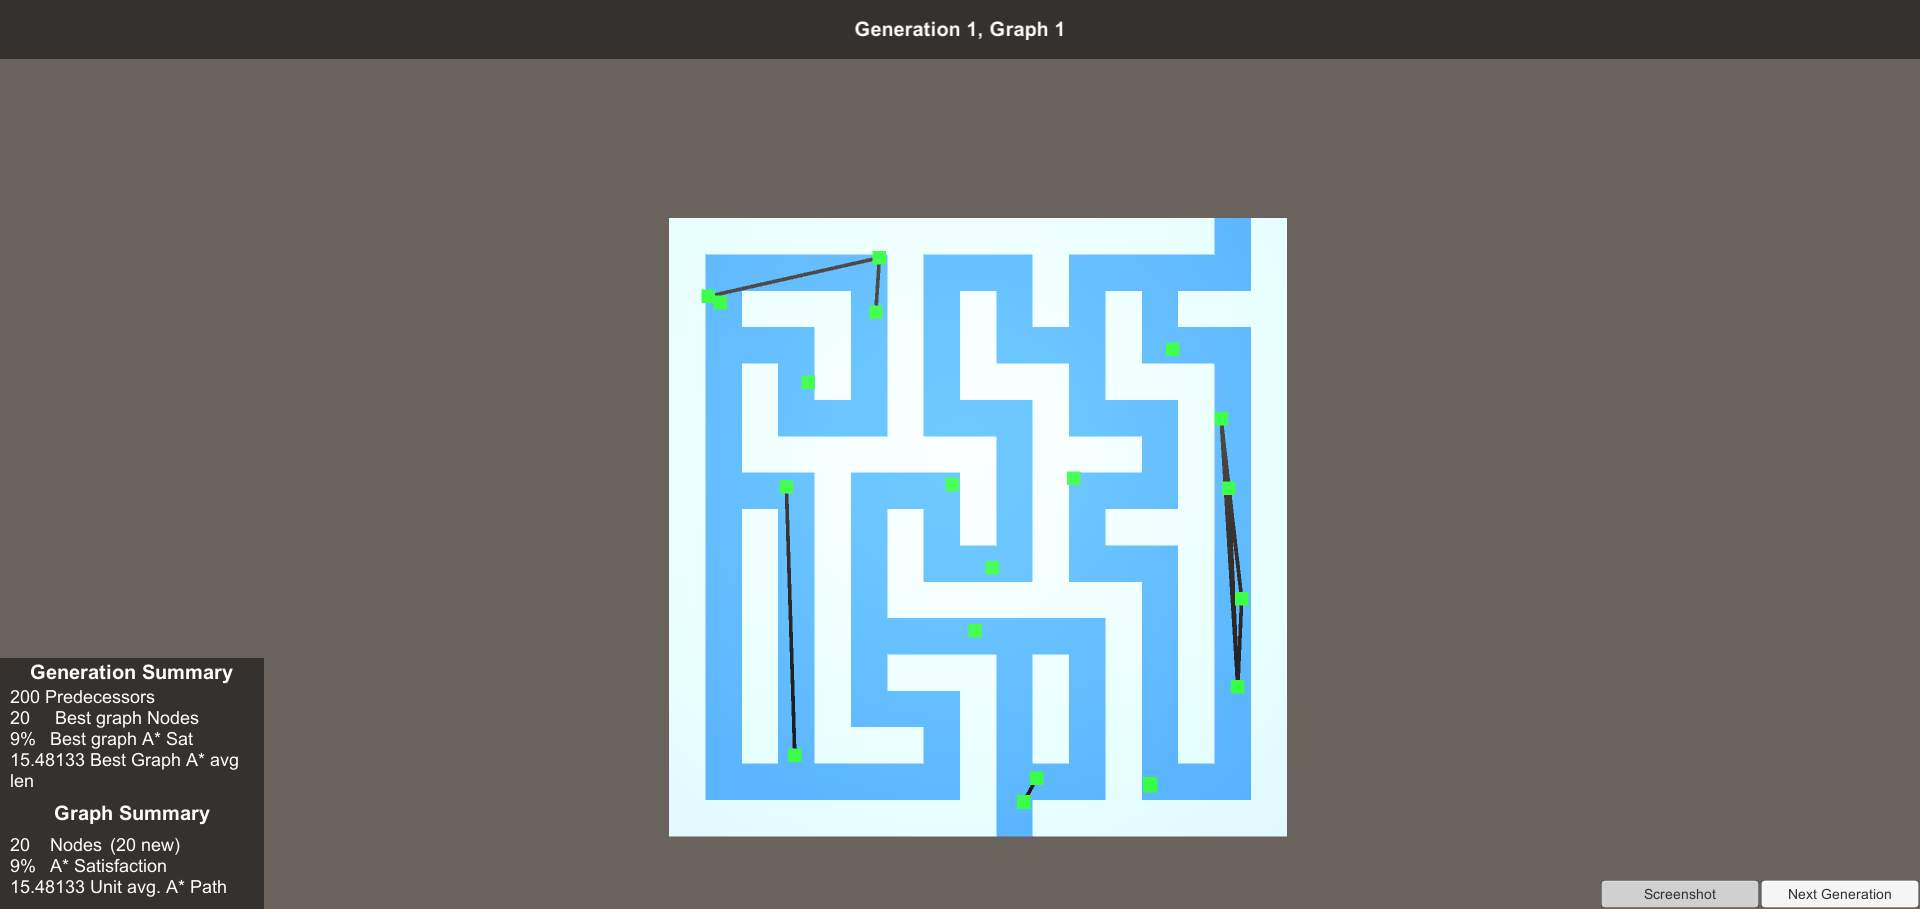 Generation 1, Graph 1
Generation Summary
200 Predecessors
20 Best graph Nodes
9% Best graph A* Sat
15.48133 Best Graph A* avg
len
Graph Summary
20 Nodes (20 new)
9% A* Satisfaction
15.48133 Unit avg. A* Path
Screenshot
Next Generation